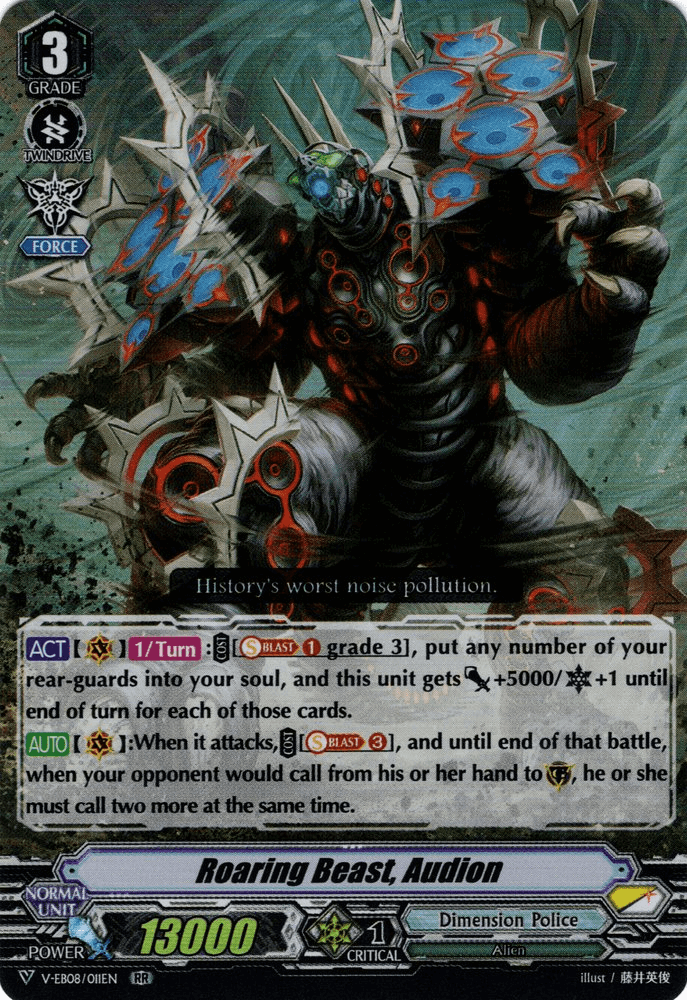 3
GRADE
TWINDRIVE
FORCE
History's worst noise pollution.
ACT【 】1/Turn :COST[S BLAST 1 grade 3], put any number of your
rear-guards into your soul, and this unit gets +5000/ +1 until
end of turn for each of those cards.
AUTO【 】:When it attacks,COST[S BLAST 3], and until end of that battle,
when your opponent would call from his or her hand to G, he or she
must call two more at the same time.
Roaring Beast, Audion
NORMAL
UNIT
POWER 13000 1 CRITICAL
Dimension Police
Alien
V-EB08/011EN RR
illust / 藤井英俊